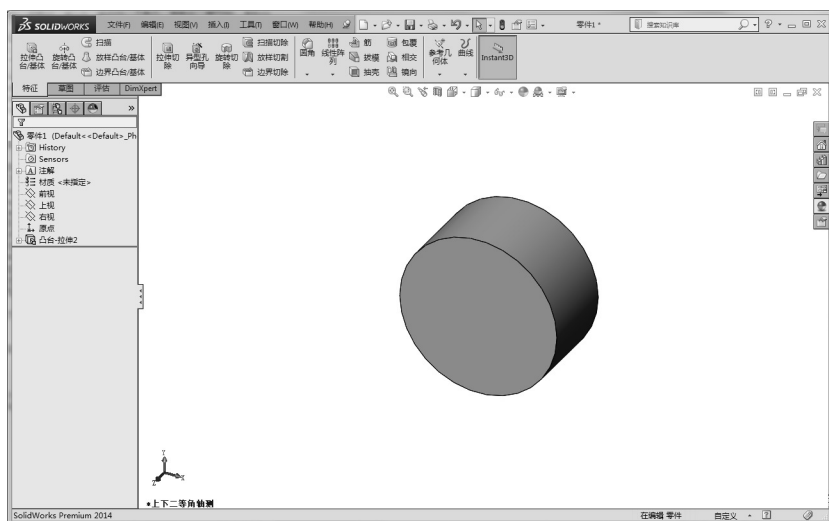 SOLIDWORKS 文件(F) 编辑(E) 视图(V) 插入(I) 工具(T) 窗口(W) 帮助(H) 零件1 * 搜索知识库
拉伸凸台/基体 旋转凸台/基体 扫描 放样凸台/基体 边界凸台/基体 拉伸切除 异型孔向导 旋转切除 扫描切除 放样切割 边界切除 圆角 线性阵列 筋 拔模 抽壳 包覆 相交 镜向 参考几何体 曲线 Instant3D
特征 草图 评估 DimXpert
零件1 (Default<<Default>_Ph
History
Sensors
注解
材质 <未指定>
前视
上视
右视
原点
凸台-拉伸2
Y
X
Z
*上下二等角轴测
SolidWorks Premium 2014 在编辑 零件 自定义